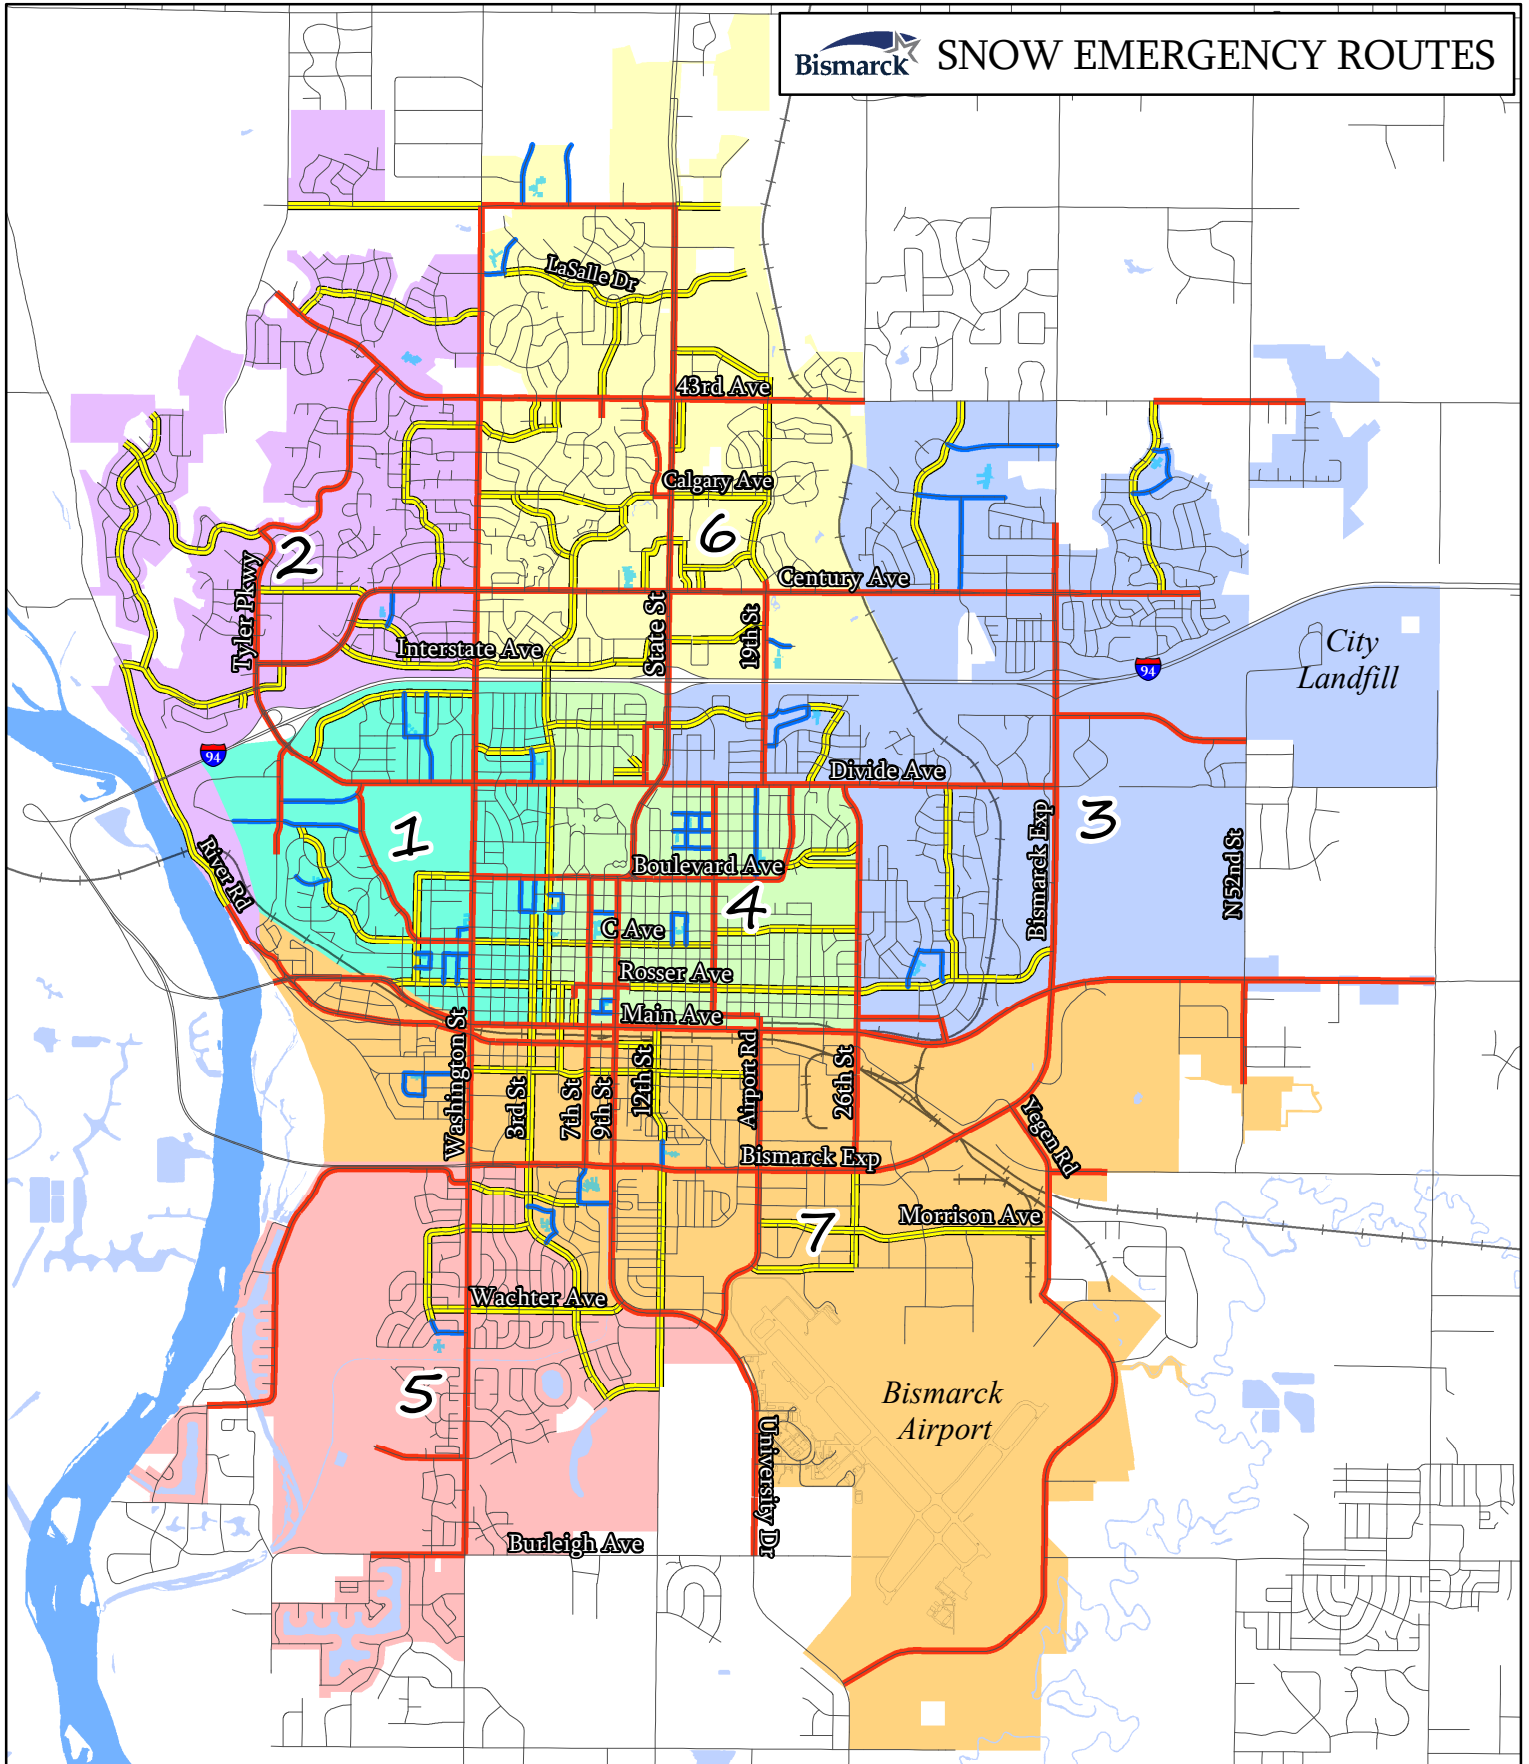 Bismarck
SNOW EMERGENCY ROUTES
LaSalle Dr
43rd Ave
Calgary Ave
6
2
Century Ave
Tyler Pkwy
State St
19th St
Interstate Ave
City
Landfill
94
94
Divide Ave
1
3
Bismarck Exp
N 52nd St
River Rd
Boulevard Ave
4
C Ave
Rosser Ave
Main Ave
Washington St
3rd St
7th St
9th St
12th St
Airport Rd
26th St
Yegen Rd
Bismarck Exp
7
Morrison Ave
Wachter Ave
5
Bismarck
Airport
University Dr
Burleigh Ave